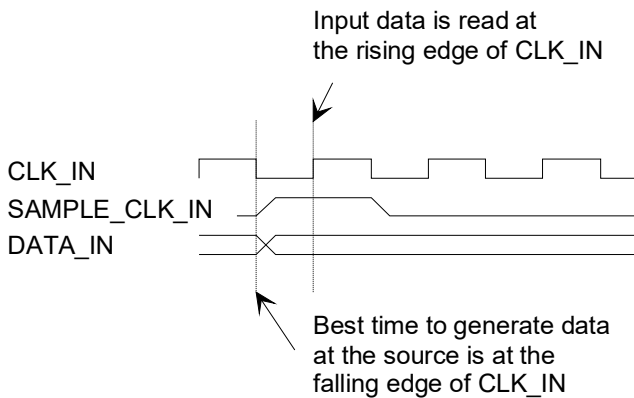 Input data is read at
the rising edge of CLK_IN
CLK_IN
SAMPLE_CLK_IN
DATA_IN
Best time to generate data
at the source is at the
falling edge of CLK_IN